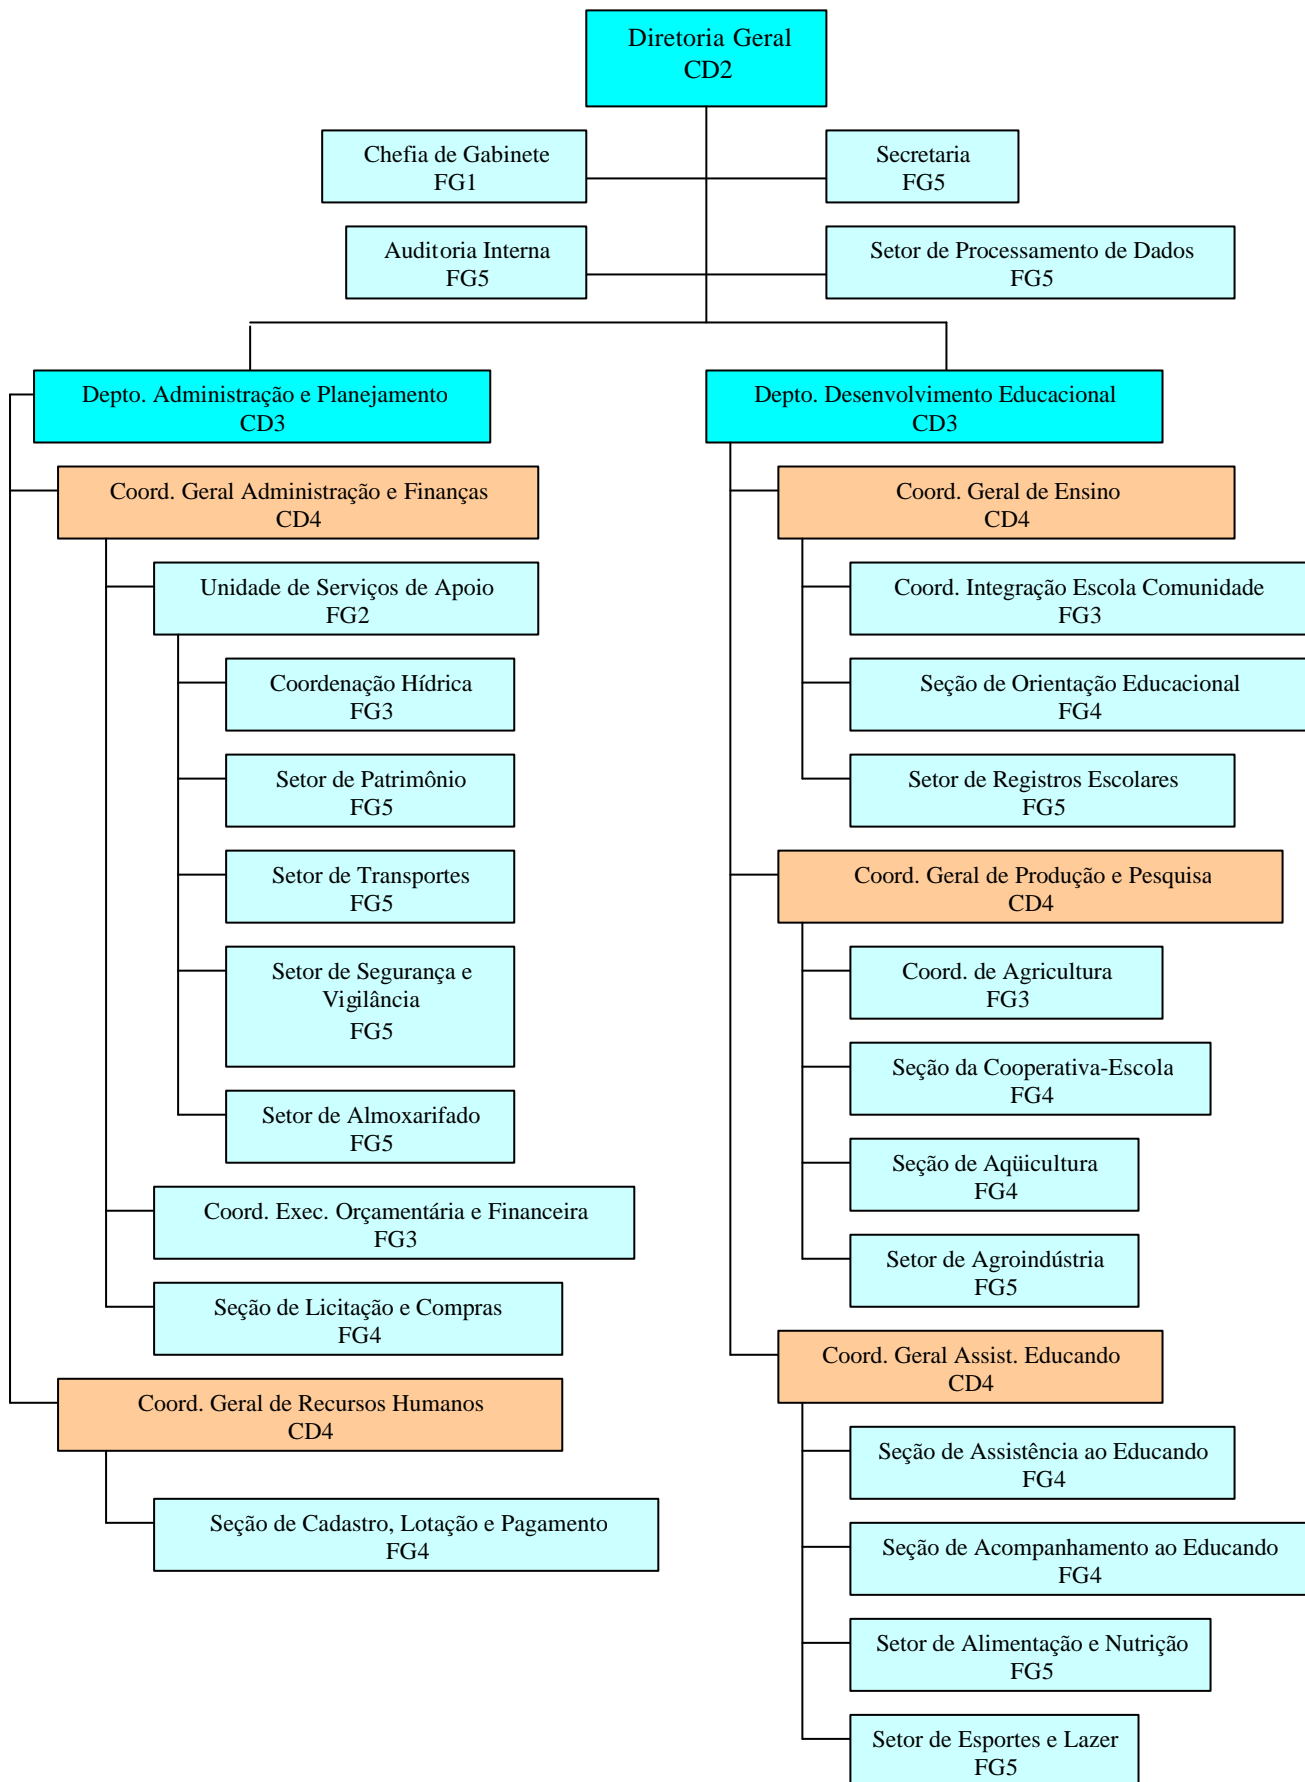 Diretoria Geral
CD2
Chefia de Gabinete
FG1
Secretaria
FG5
Auditoria Interna
FG5
Setor de Processamento de Dados
FG5
Depto. Administração e Planejamento
CD3
Coord. Geral Administração e Finanças
CD4
Unidade de Serviços de Apoio
FG2
Coordenação Hídrica
FG3
Setor de Patrimônio
FG5
Setor de Transportes
FG5
Setor de Segurança e
Vigilância
FG5
Setor de Almoxarifado
FG5
Coord. Exec. Orçamentária e Financeira
FG3
Seção de Licitação e Compras
FG4
Coord. Geral de Recursos Humanos
CD4
Seção de Cadastro, Lotação e Pagamento
FG4
Depto. Desenvolvimento Educacional
CD3
Coord. Geral de Ensino
CD4
Coord. Integração Escola Comunidade
FG3
Seção de Orientação Educacional
FG4
Setor de Registros Escolares
FG5
Coord. Geral de Produção e Pesquisa
CD4
Coord. de Agricultura
FG3
Seção da Cooperativa-Escola
FG4
Seção de Aqüicultura
FG4
Setor de Agroindústria
FG5
Coord. Geral Assist. Educando
CD4
Seção de Assistência ao Educando
FG4
Seção de Acompanhamento ao Educando
FG4
Setor de Alimentação e Nutrição
FG5
Setor de Esportes e Lazer
FG5